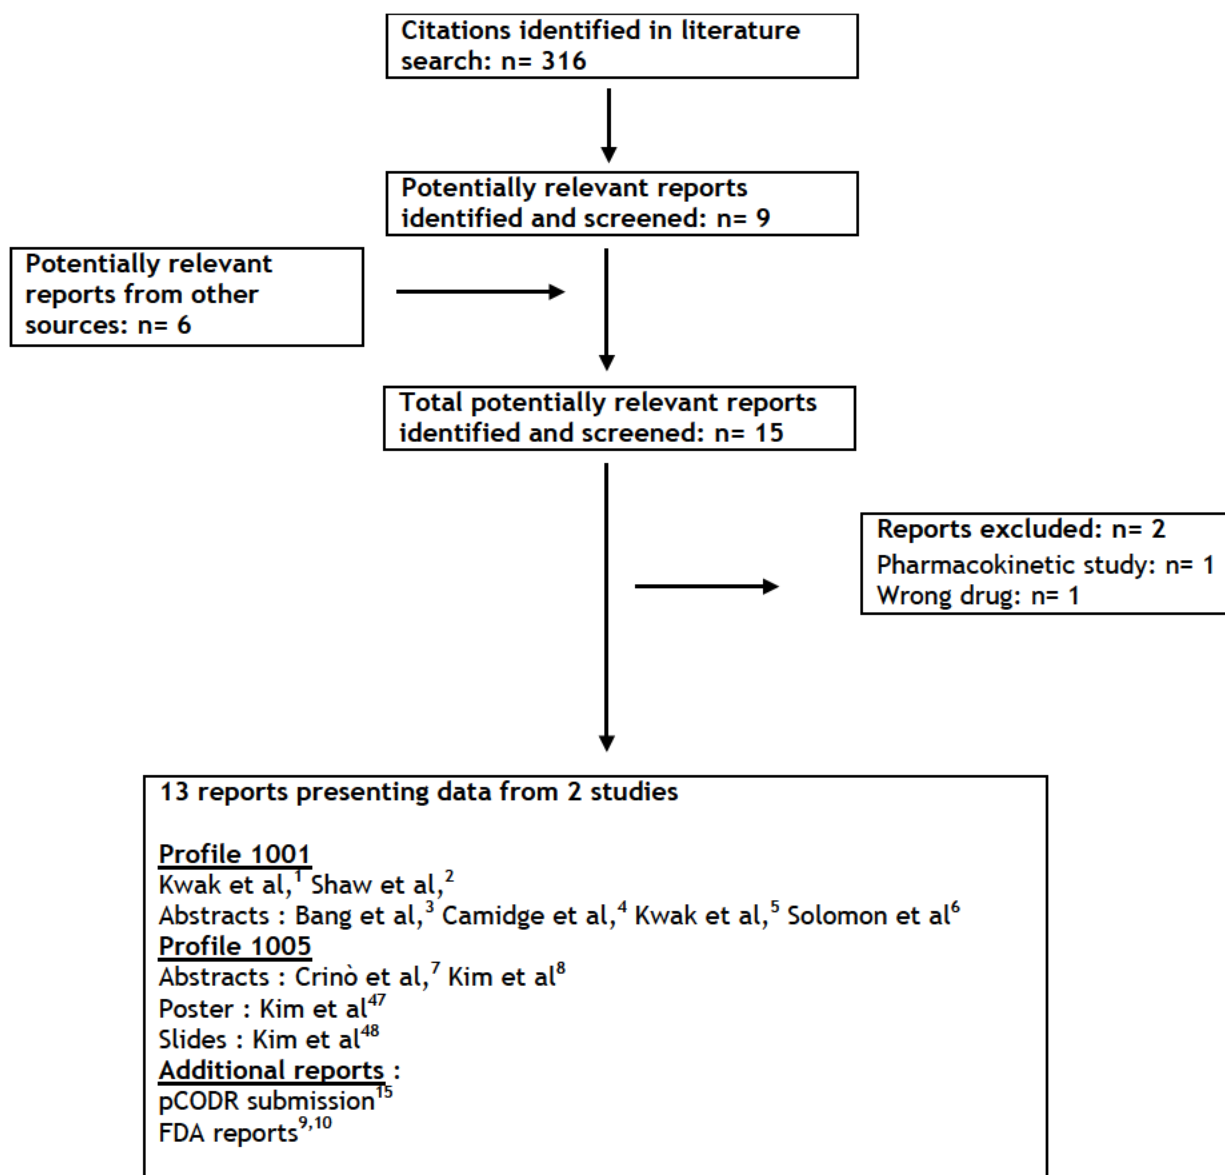 Citations identified in literature
search: n= 316
Potentially relevant reports
identified and screened: n= 9
Potentially relevant
reports from other
sources: n= 6
Total potentially relevant reports
identified and screened: n= 15
Reports excluded: n= 2
Pharmacokinetic study: n= 1
Wrong drug: n= 1
13 reports presenting data from 2 studies
Profile 1001
Kwak et al,1 Shaw et al,2
Abstracts : Bang et al,3 Camidge et al,4 Kwak et al,5 Solomon et al6
Profile 1005
Abstracts : Crinò et al,7 Kim et al8
Poster : Kim et al47
Slides : Kim et al48
Additional reports :
pCODR submission15
FDA reports9,10